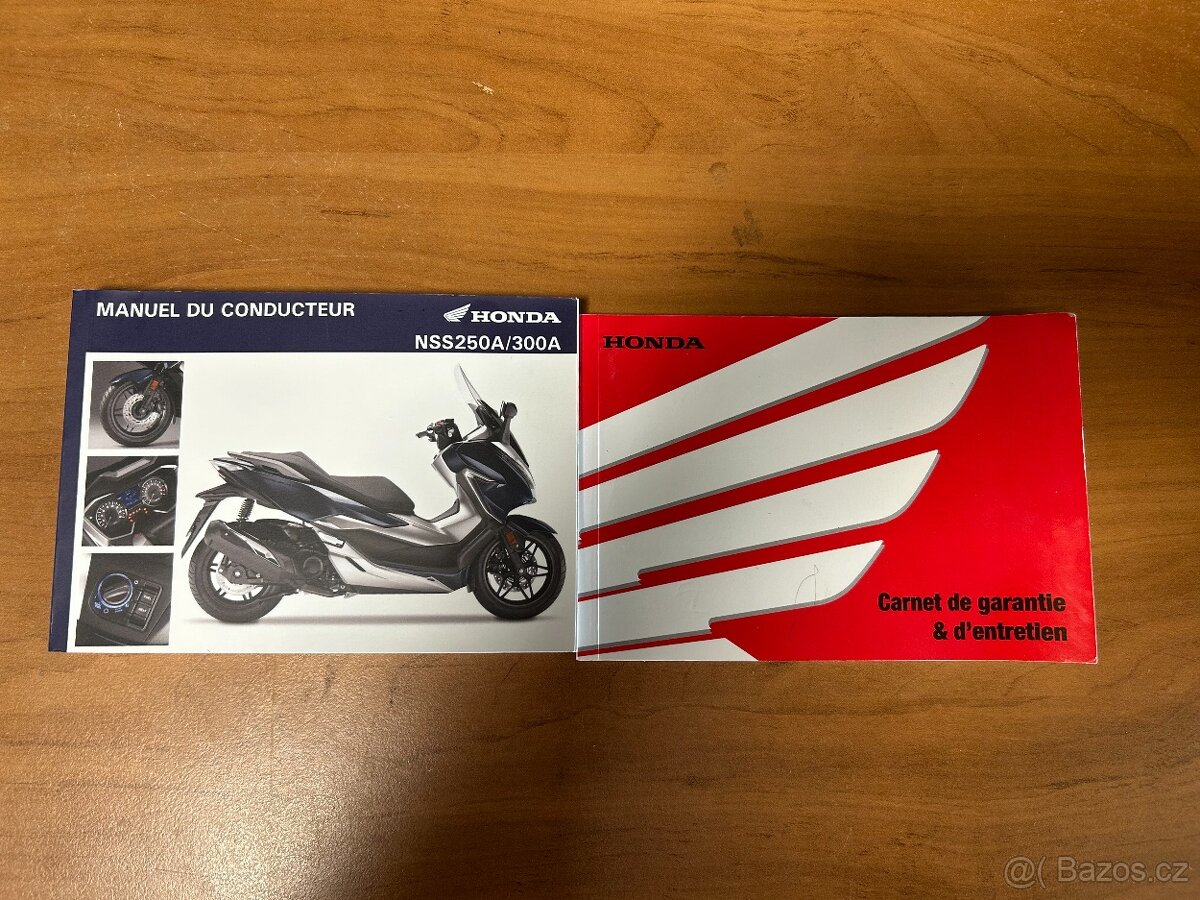 MANUEL DU CONDUCTEUR
HONDA
NSS250A/300A
HONDA
Carnet de garantie
& d'entretien
@( Bazos.cz